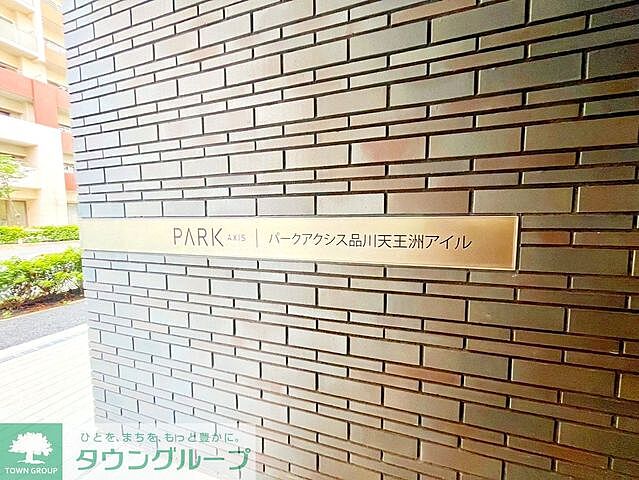 PARK AXIS | パークアクシス品川天王洲アイル
ひとを、まちを、もっと豊かに。
TOWN GROUP
タウングループ